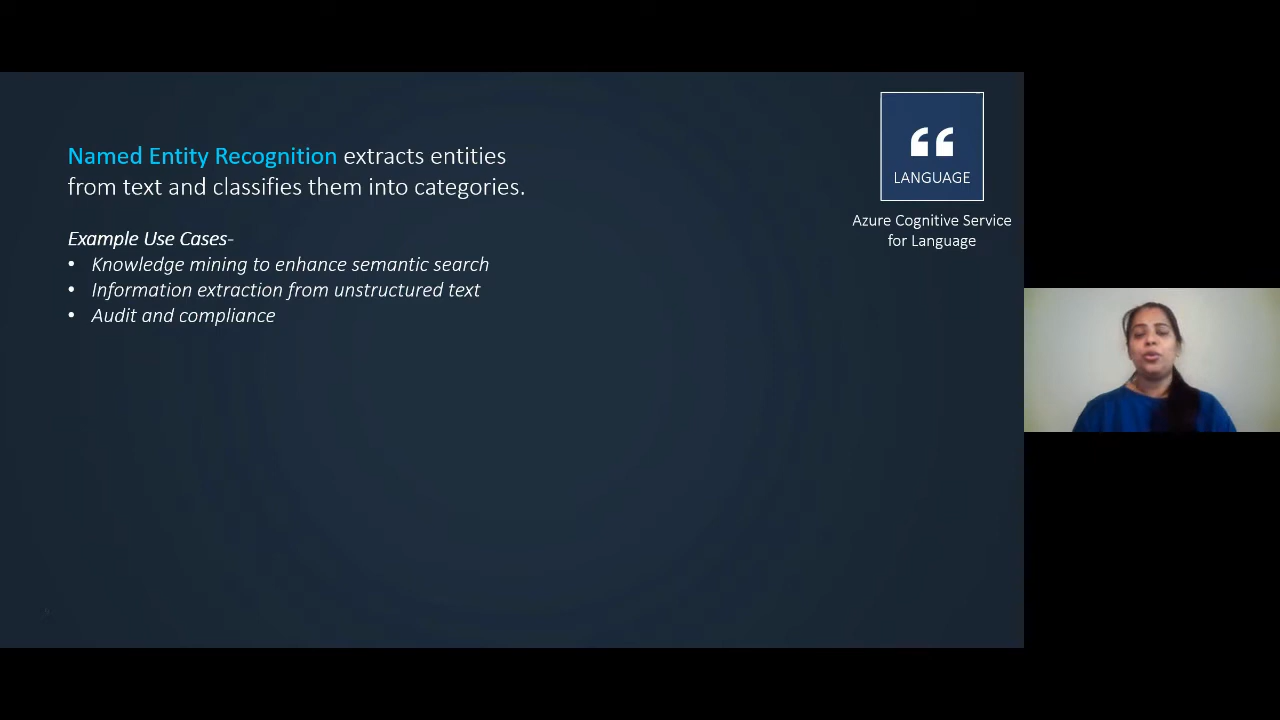 Named Entity Recognition extracts entities
from text and classifies them into categories.
Example Use Cases-
• Knowledge mining to enhance semantic search
• Information extraction from unstructured text
• Audit and compliance
LANGUAGE
Azure Cognitive Service
for Language